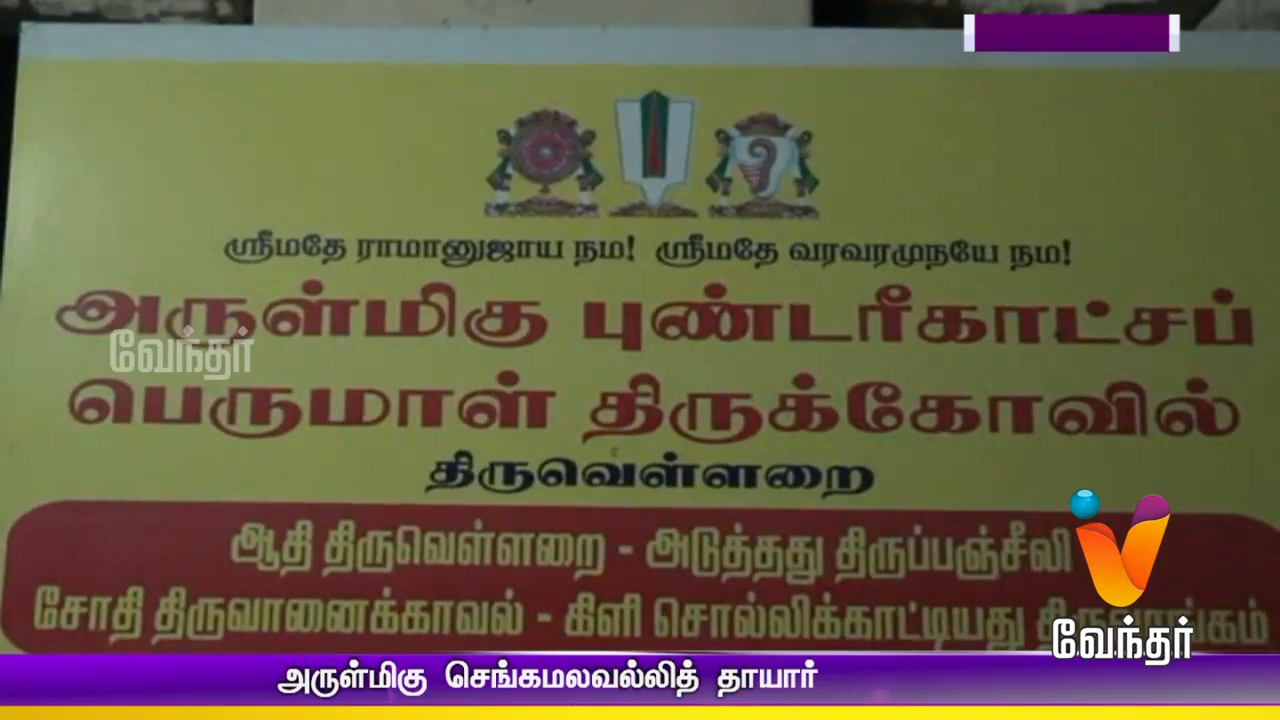 ஸ்ரீமதே ராமானுஜாய நம! ஸ்ரீமதே வரவரமுநயே நம!
அருள்மிகு புண்டரீகாட்சப்
வேந்தர்
பெருமாள் திருக்கோவில்
திருவெள்ளறை
ஆதி திருவெள்ளறை - அடுத்தது திருப்பஞ்சீலி
சோதி திருவானைக்காவல் - கிளி சொல்லிக்காட்டியது
வேந்தர்
அருள்மிகு செங்கமலவல்லித் தாயார்